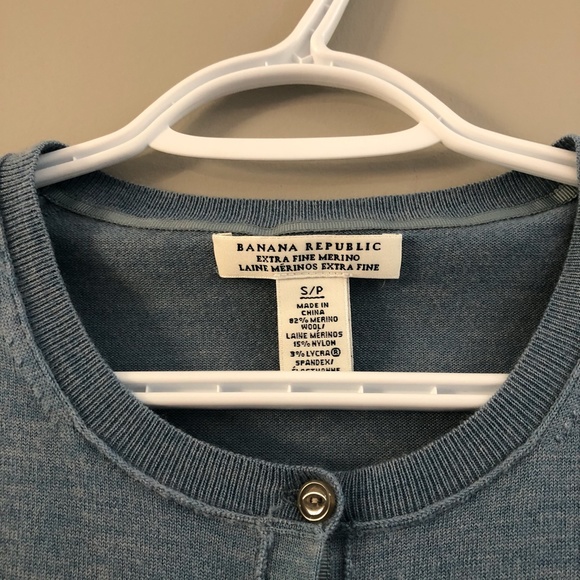 BANANA REPUBLIC
EXTRA FINE MERINO
LAINE MÉRINOS EXTRA FINE
S/P
MADE IN
CHINA
82% MERINO
WOOL/
LAINE MÉRINOS
15% NYLON
3% LYCRA®
SPANDEX/
ÉLASTHANNE